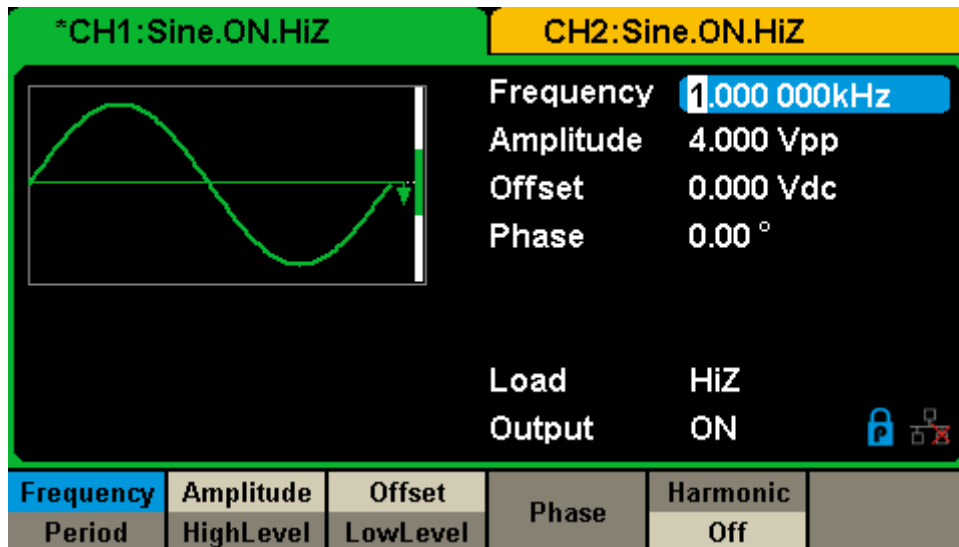 *CH1:Sine.ON.HiZ CH2:Sine.ON.HiZ
Frequency 1.000 000kHz
Amplitude 4.000 Vpp
Offset 0.000 Vdc
Phase 0.00 °
Load HiZ
Output ON P
Frequency Amplitude Offset Phase Harmonic
Period HighLevel LowLevel Off